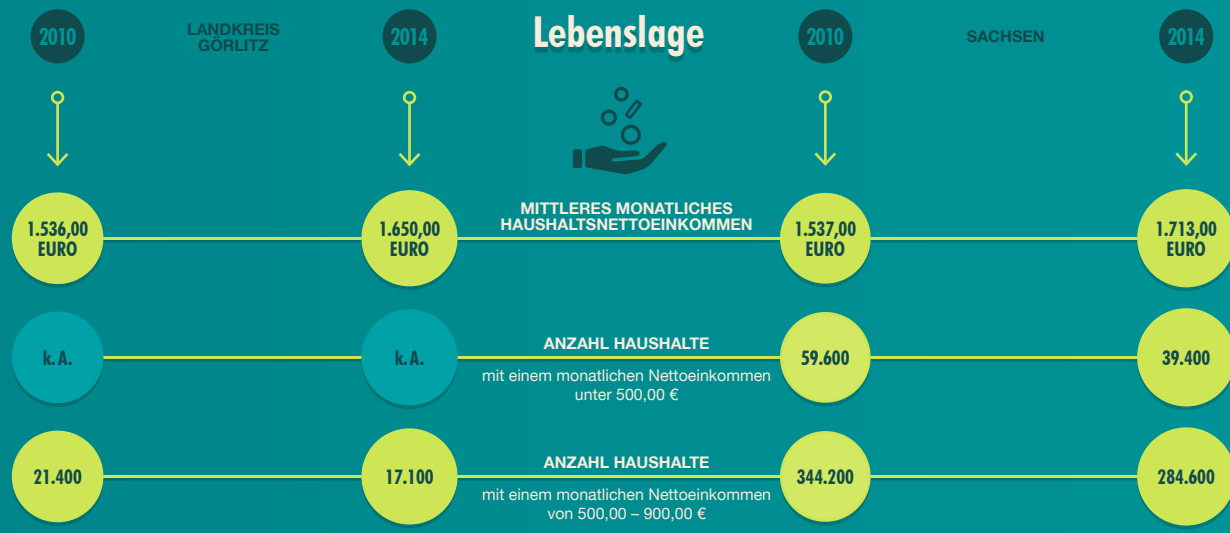 2010
LANDKREIS
GÖRLITZ
2014
Lebenslage
2010
SACHSEN
2014
1.536,00
EURO
1.650,00
EURO
MITTLERES MONATLICHES
HAUSHALTSNETTOEINKOMMEN
1.537,00
EURO
1.713,00
EURO
k. A.
k. A.
ANZAHL HAUSHALTE
mit einem monatlichen Nettoeinkommen
unter 500,00 €
59.600
39.400
21.400
17.100
ANZAHL HAUSHALTE
mit einem monatlichen Nettoeinkommen
von 500,00 – 900,00 €
344.200
284.600